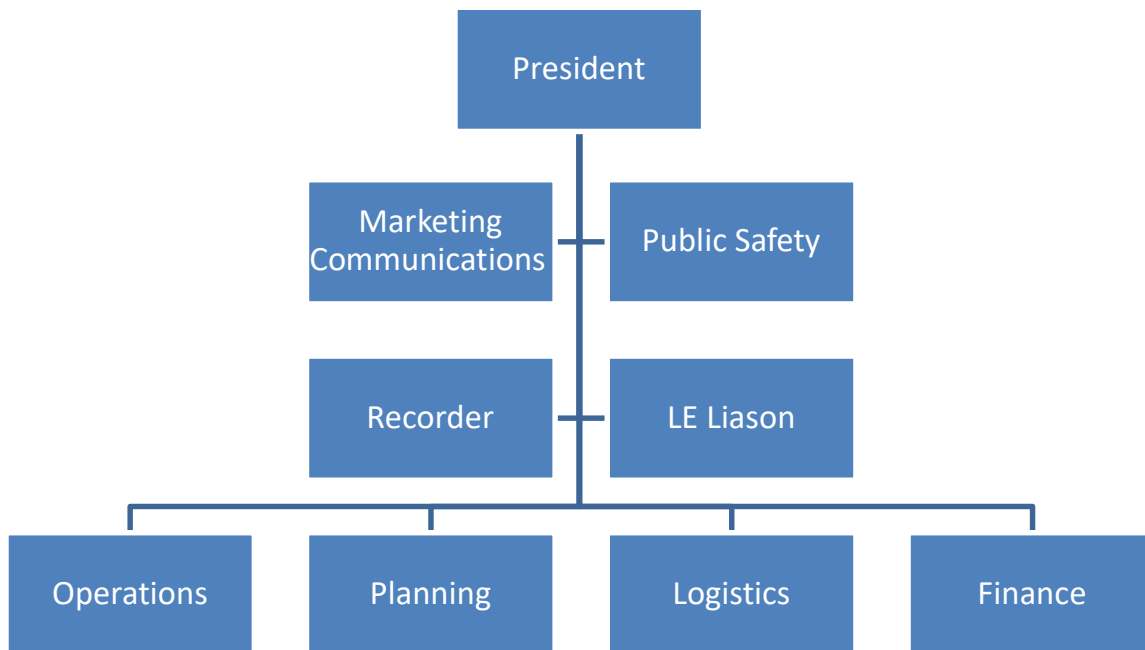 President
Marketing
Communications
Public Safety
Recorder
LE Liason
Operations
Planning
Logistics
Finance